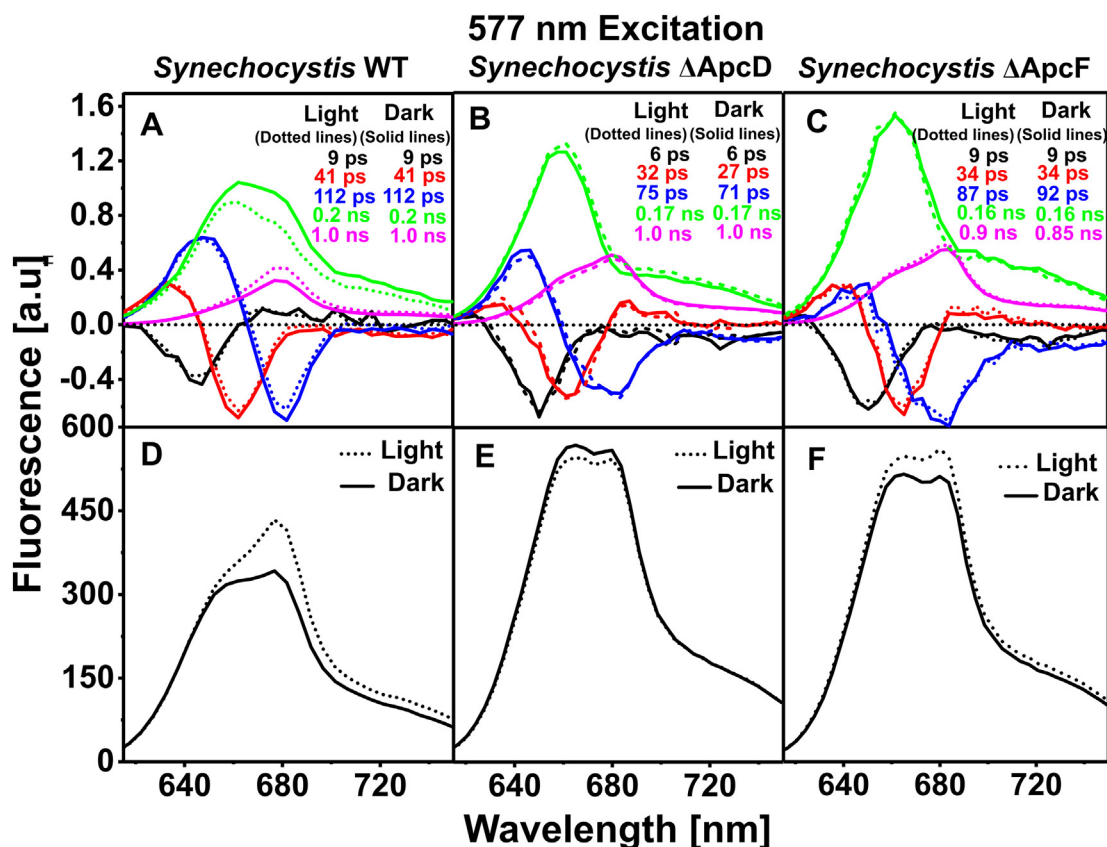 577 nm Excitation
Synechocystis WT
Synechocystis ΔApcD
Synechocystis ΔApcF
Fluorescence [a.u]
1.6
1.2
0.8
0.4
0.0
-0.4
A
Light Dark
(Dotted lines) (Solid lines)
9 ps 9 ps
41 ps 41 ps
112 ps 112 ps
0.2 ns 0.2 ns
1.0 ns 1.0 ns
B
Light Dark
(Dotted lines) (Solid lines)
6 ps 6 ps
32 ps 27 ps
75 ps 71 ps
0.17 ns 0.17 ns
1.0 ns 1.0 ns
C
Light Dark
(Dotted lines) (Solid lines)
9 ps 9 ps
34 ps 34 ps
87 ps 92 ps
0.16 ns 0.16 ns
0.9 ns 0.85 ns
600
450
300
150
0
D
Light
Dark
E
Light
Dark
F
Light
Dark
640 680 720
640 680 720
640 680 720
Wavelength [nm]